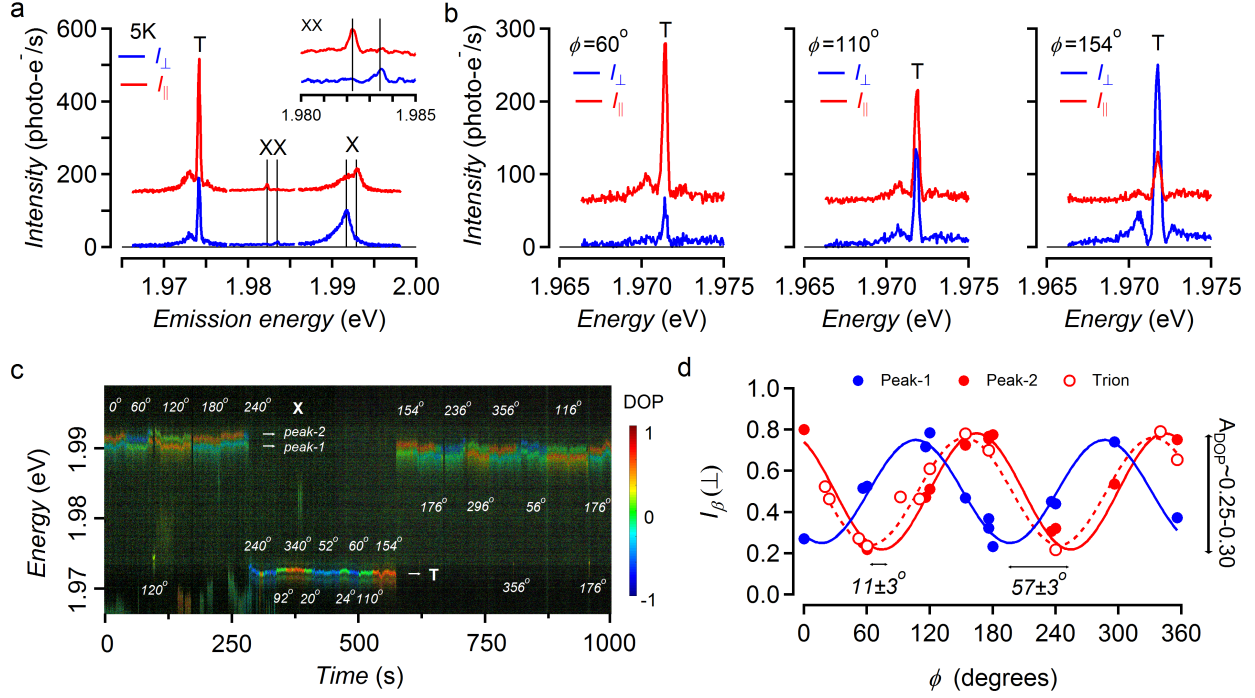 a
5K
I⊥
I||
T
XX
X
XX
1.980
1.985
600
500
400
300
200
100
0
Intensity (photo-e⁻/s)
1.97
1.98
1.99
2.00
Emission energy (eV)
b
ϕ=60°
I⊥
I||
T
300
200
100
0
Intensity (photo-e⁻/s)
1.965
1.970
1.975
Energy (eV)
ϕ=110°
I⊥
I||
T
1.965
1.970
1.975
Energy (eV)
ϕ=154°
I⊥
I||
T
1.965
1.970
1.975
Energy (eV)
c
0° 60° 120° 180° 240° X
peak-2
peak-1
154° 236° 356° 116°
176° 296° 56° 176°
240° 340° 52° 60° 154°
T
120° 92° 20° 24° 110° 356° 176°
DOP
1
0
-1
1.99
1.98
1.97
Energy (eV)
0 250 500 750 1000
Time (s)
d
Peak-1 Peak-2 Trion
1.0
0.8
0.6
0.4
0.2
0.0
Iβ(⊥)
11±3°
57±3°
ADOP~0.25-0.30
0 60 120 180 240 300 360
ϕ (degrees)